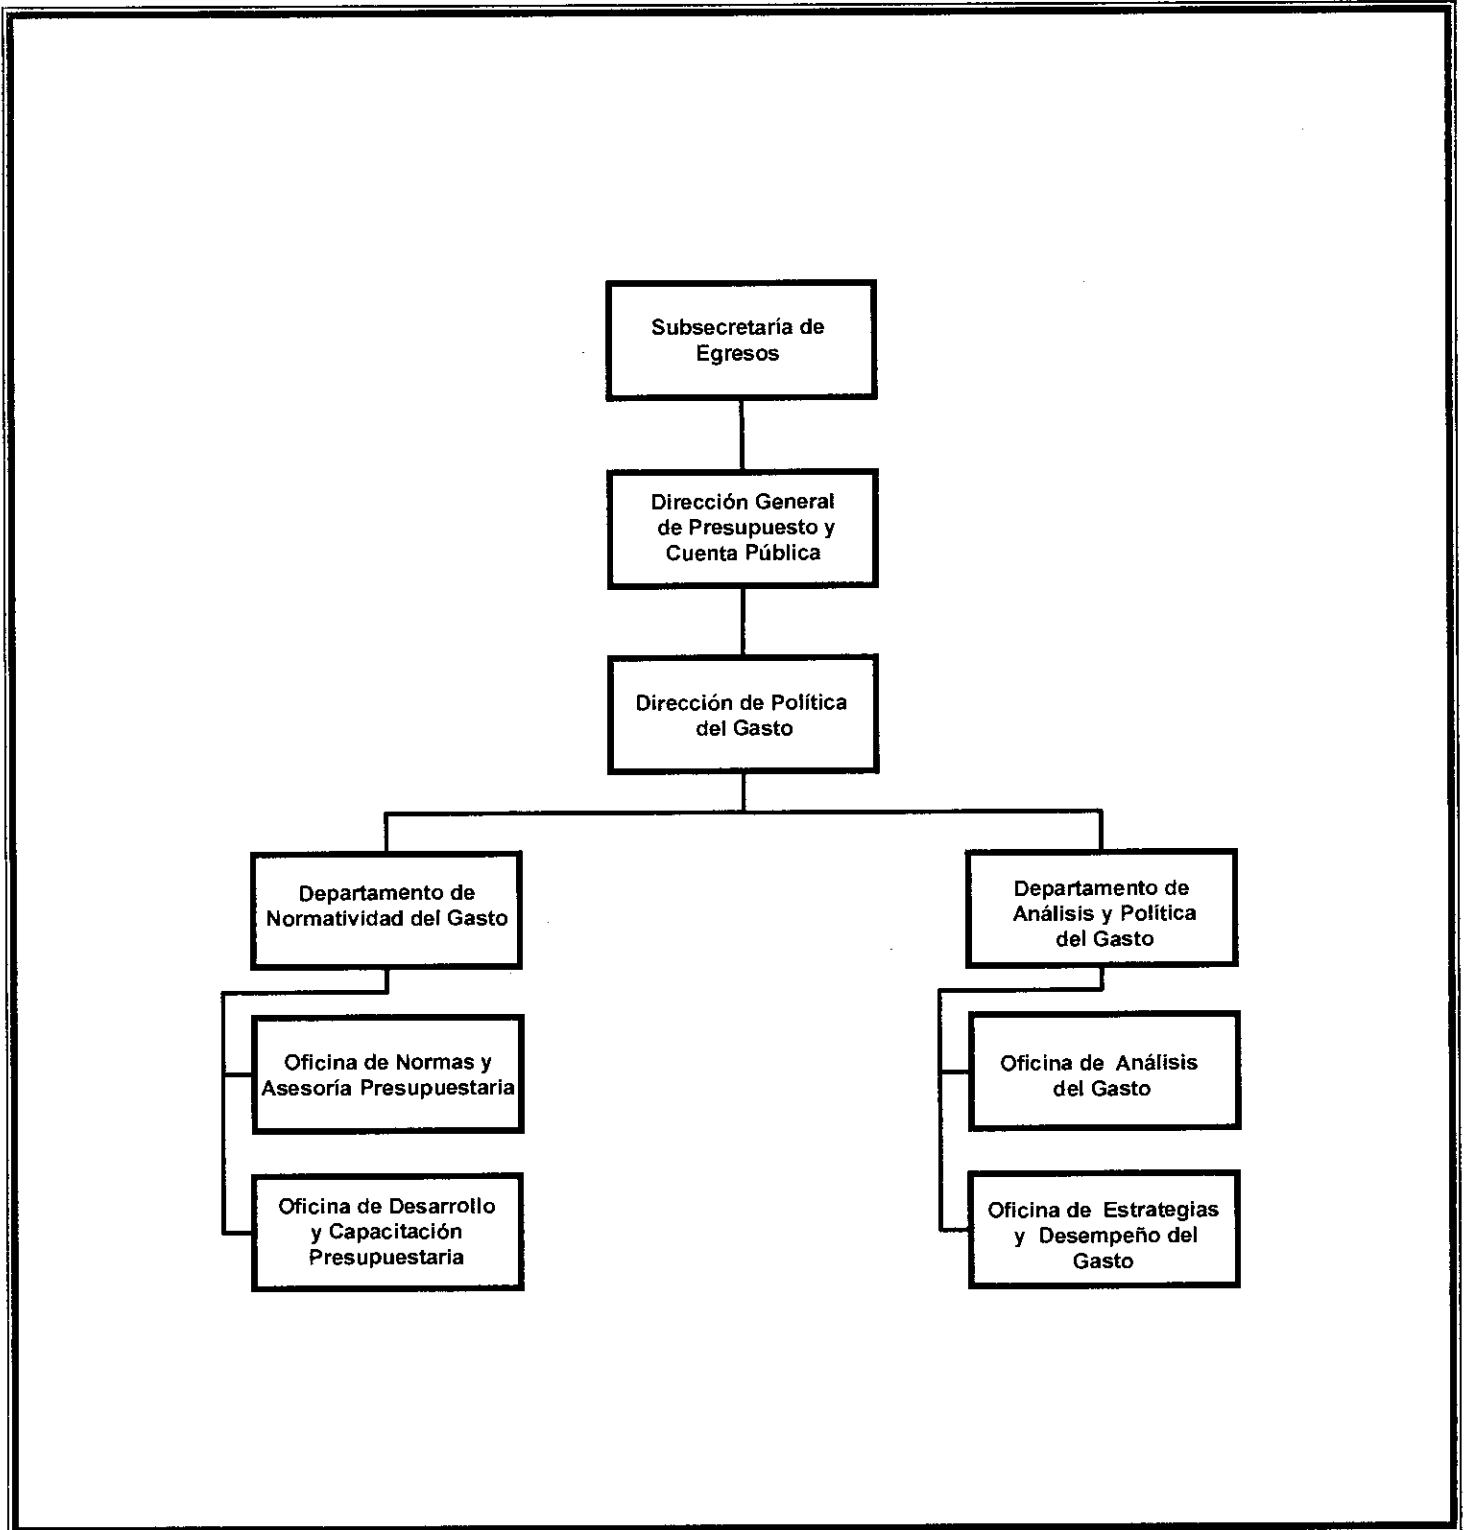 Subsecretaría de
Egresos
Dirección General
de Presupuesto y
Cuenta Pública
Dirección de Política
del Gasto
Departamento de
Normatividad del Gasto
Oficina de Normas y
Asesoría Presupuestaria
Oficina de Desarrollo
y Capacitación
Presupuestaria
Departamento de
Análisis y Política
del Gasto
Oficina de Análisis
del Gasto
Oficina de Estrategias
y Desempeño del
Gasto